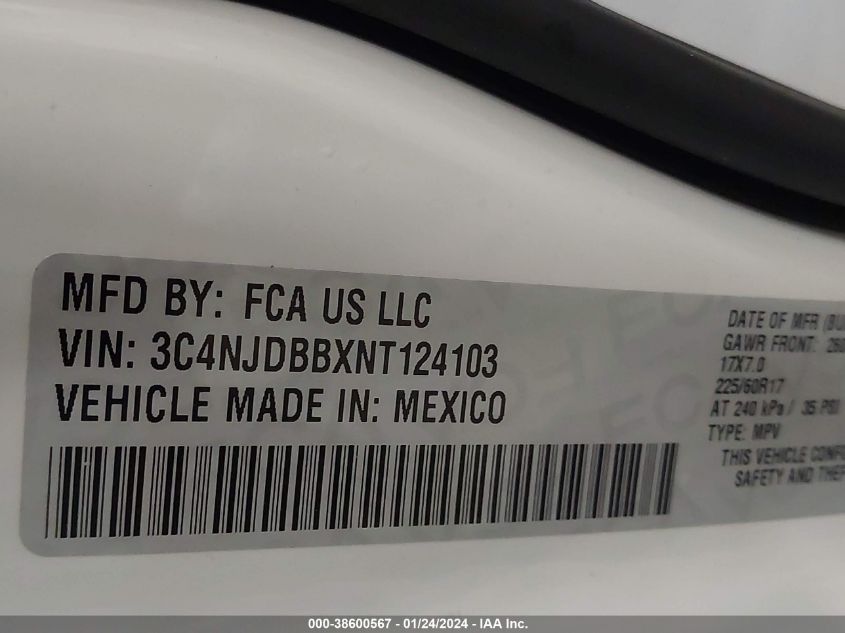 MFD BY: FCA US LLC
VIN: 3C4NJDBBXNT124103
VEHICLE MADE IN: MEXICO
DATE OF MFR
GAWR FRONT:
17X7.0
225/60R17
AT 240 kPa / 35 PSI
TYPE: MPV
THIS VEHICLE
SAFETY AND
000-38600567 - 01/24/2024 - IAA Inc.